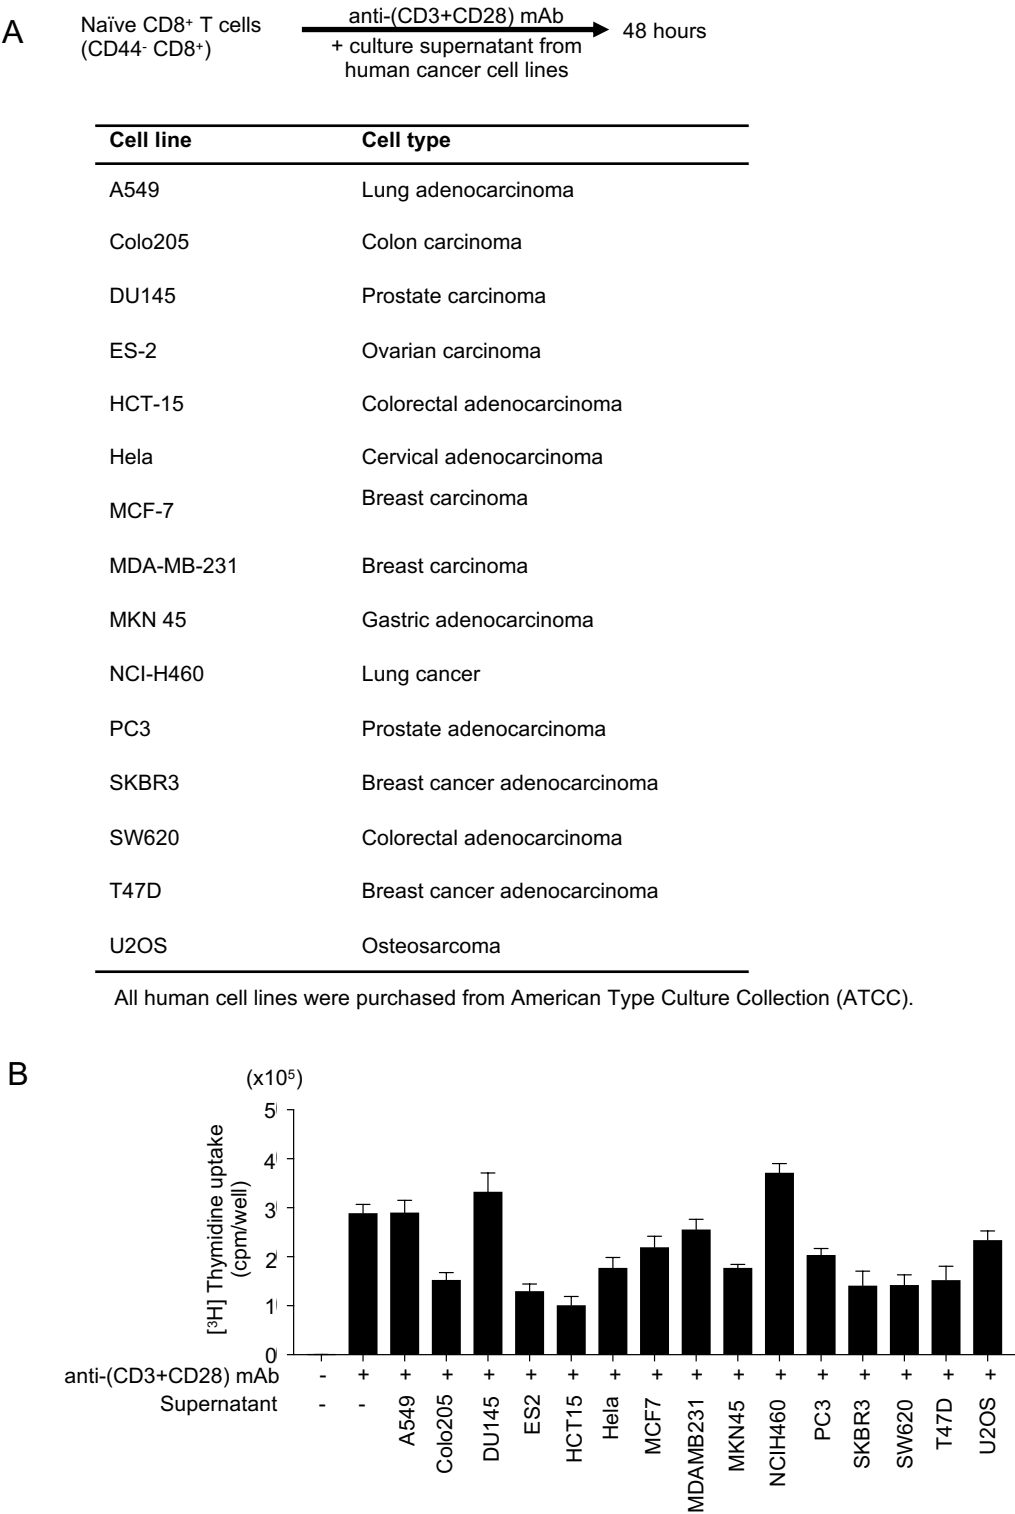 A
Naïve CD8⁺ T cells
(CD44⁻ CD8⁺)
anti-(CD3+CD28) mAb
+ culture supernatant from
human cancer cell lines
48 hours
Cell line Cell type
A549 Lung adenocarcinoma
Colo205 Colon carcinoma
DU145 Prostate carcinoma
ES-2 Ovarian carcinoma
HCT-15 Colorectal adenocarcinoma
Hela Cervical adenocarcinoma
MCF-7 Breast carcinoma
MDA-MB-231 Breast carcinoma
MKN 45 Gastric adenocarcinoma
NCI-H460 Lung cancer
PC3 Prostate adenocarcinoma
SKBR3 Breast cancer adenocarcinoma
SW620 Colorectal adenocarcinoma
T47D Breast cancer adenocarcinoma
U2OS Osteosarcoma
All human cell lines were purchased from American Type Culture Collection (ATCC).
B
(x10⁵)
[³H] Thymidine uptake
(cpm/well)
5
4
3
2
1
0
anti-(CD3+CD28) mAb - + + + + + + + + + + + + + + + +
Supernatant - - A549 Colo205 DU145 ES2 HCT15 Hela MCF7 MDAMB231 MKN45 NCIH460 PC3 SKBR3 SW620 T47D U2OS